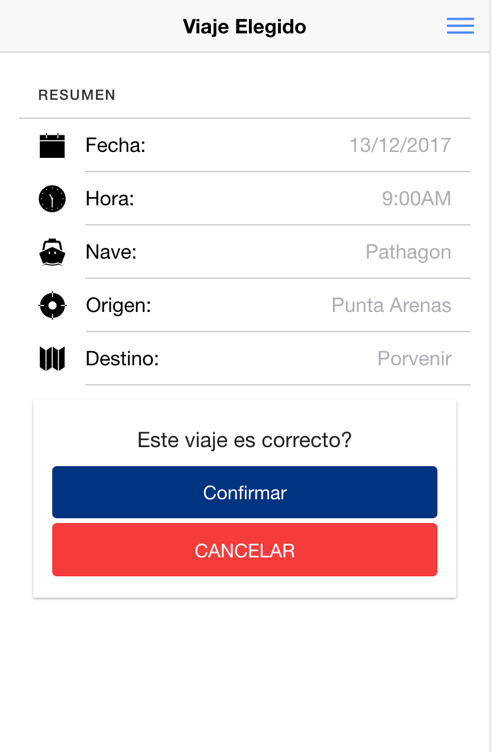 Viaje Elegido
RESUMEN
Fecha: 13/12/2017
Hora: 9:00AM
Nave: Pathagon
Origen: Punta Arenas
Destino: Porvenir
Este viaje es correcto?
Confirmar
CANCELAR